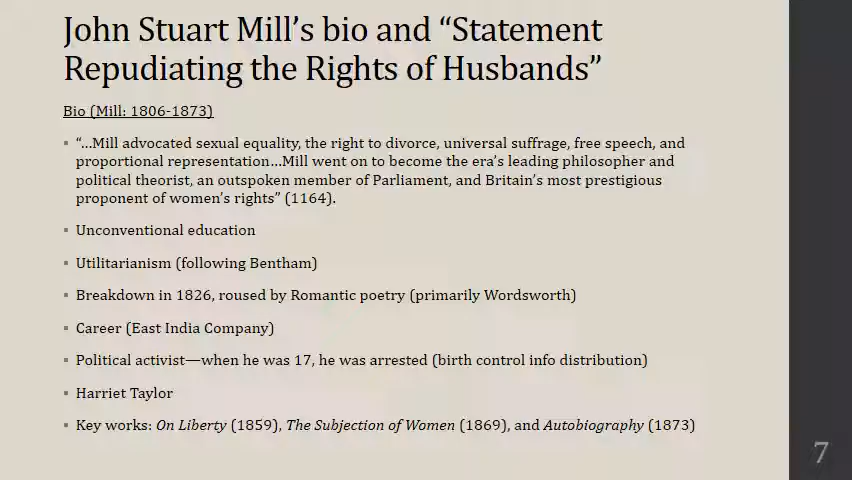 John Stuart Mill’s bio and “Statement
Repudiating the Rights of Husbands”
Bio (Mill: 1806-1873)
▪ “…Mill advocated sexual equality, the right to divorce, universal suffrage, free speech, and
proportional representation…Mill went on to become the era’s leading philosopher and
political theorist, an outspoken member of Parliament, and Britain’s most prestigious
proponent of women’s rights” (1164).
▪ Unconventional education
▪ Utilitarianism (following Bentham)
▪ Breakdown in 1826, roused by Romantic poetry (primarily Wordsworth)
▪ Career (East India Company)
▪ Political activist—when he was 17, he was arrested (birth control info distribution)
▪ Harriet Taylor
▪ Key works: On Liberty (1859), The Subjection of Women (1869), and Autobiography (1873)
7